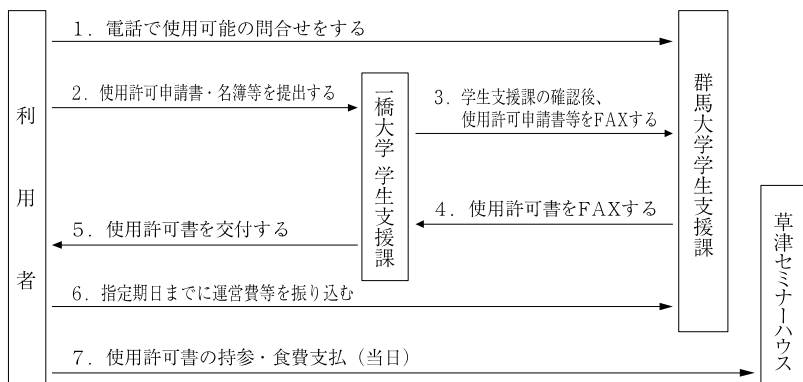 1．電話で使用可能の問合せをする
2．使用許可申請書・名簿等を提出する
3．学生支援課の確認後、
使用許可申請書等をFAXする
4．使用許可書をFAXする
5．使用許可書を交付する
6．指定期日までに運営費等を振り込む
7．使用許可書の持参・食費支払（当日）
利用者
一橋大学 学生支援課
群馬大学学生支援課
草津セミナーハウス